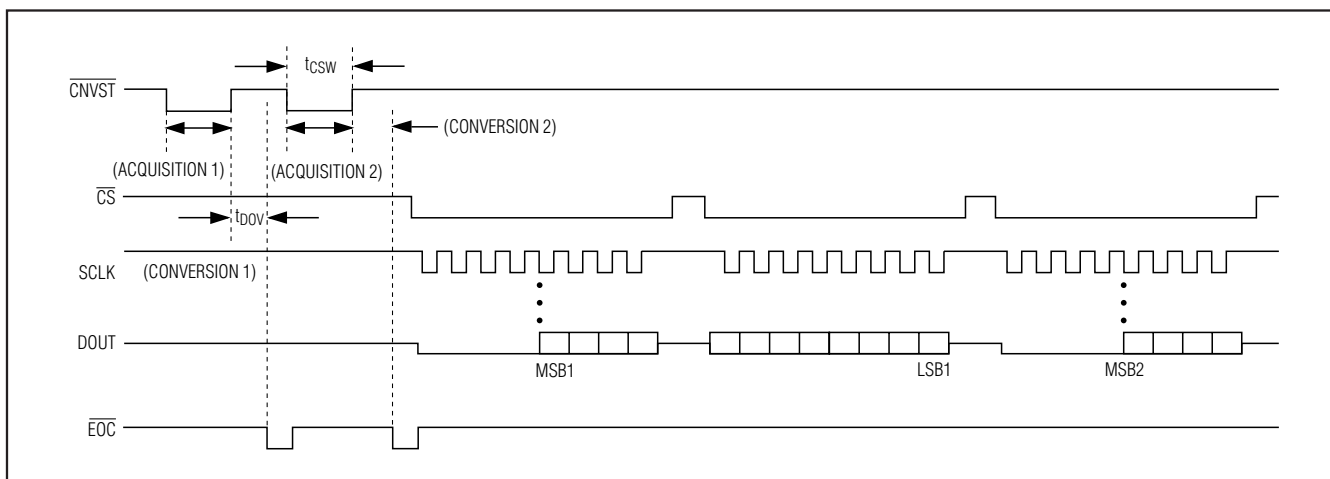 tCSW
CNVST
(CONVERSION 2)
(ACQUISITION 1)
(ACQUISITION 2)
CS
tDOV
SCLK
(CONVERSION 1)
DOUT
MSB1
LSB1
MSB2
EOC